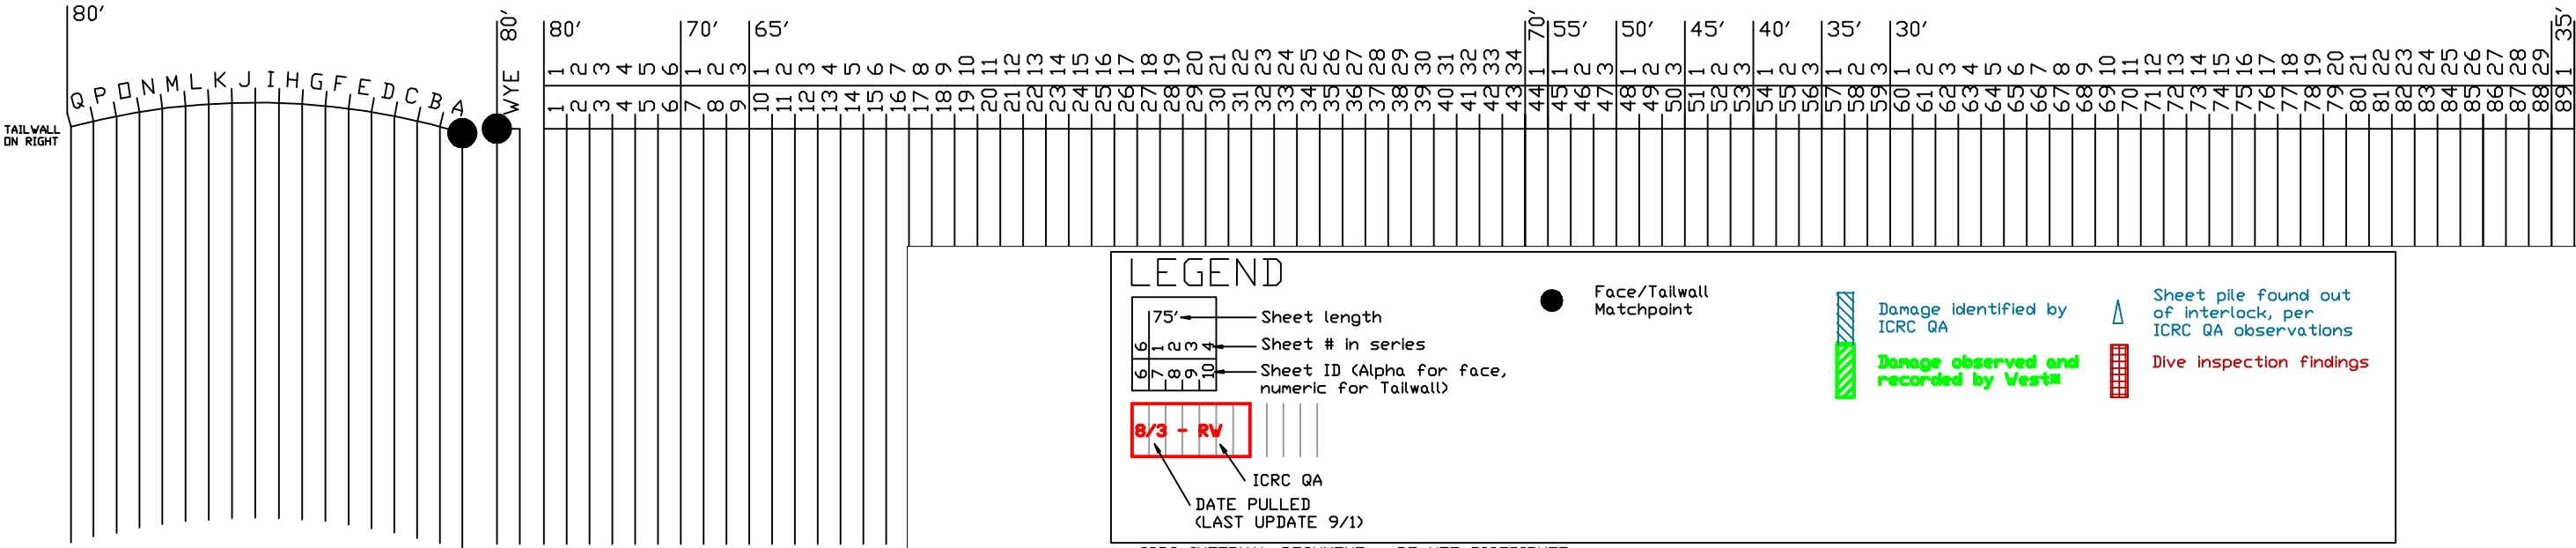 80'
80'
80'
70'
65'
70'
55'
50'
45'
40'
35'
30'
35'
Q P O N M L K J I H G F E D C B A
WYE
1 2 3 4 5 6 1 2 3 1 2 3 4 5 6 7 8 9 10 11 12 13 14 15 16 17 18 19 20 21 22 23 24 25 26 27 28 29 30 31 32 33 34 1 1 2 3 1 2 3 1 2 3 1 2 3 1 2 3 1 2 3 4 5 6 7 8 9 10 11 12 13 14 15 16 17 18 19 20 21 22 23 24 25 26 27 28 29 1
1 2 3 4 5 6 7 8 9 10 11 12 13 14 15 16 17 18 19 20 21 22 23 24 25 26 27 28 29 30 31 32 33 34 35 36 37 38 39 40 41 42 43 44 45 46 47 48 49 50 51 52 53 54 55 56 57 58 59 60 61 62 63 64 65 66 67 68 69 70 71 72 73 74 75 76 77 78 79 80 81 82 83 84 85 86 87 88 89
TAILWALL
ON RIGHT
LEGEND
75'
Sheet length
6 1 2 3 4
Sheet # in series
6 7 8 9 10
Sheet ID (Alpha for face,
numeric for Tailwall)
8/3 - RW
ICRC QA
DATE PULLED
(LAST UPDATE 9/1)
Face/Tailwall
Matchpoint
Damage identified by
ICRC QA
Damage observed and
recorded by West*
Sheet pile found out
of interlock, per
ICRC QA observations
Dive inspection findings